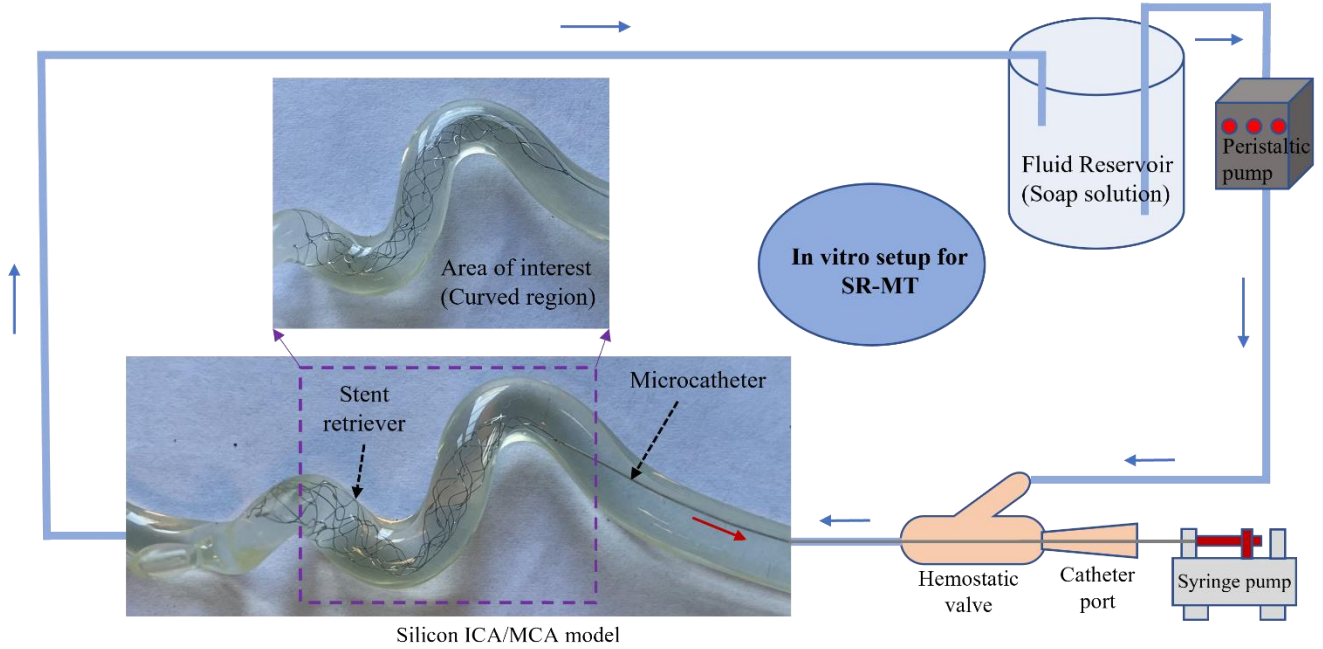 Fluid Reservoir
(Soap solution)
Peristaltic
pump
In vitro setup for
SR-MT
Area of interest
(Curved region)
Stent
retriever
Microcatheter
Hemostatic
valve
Catheter
port
Syringe pump
Silicon ICA/MCA model